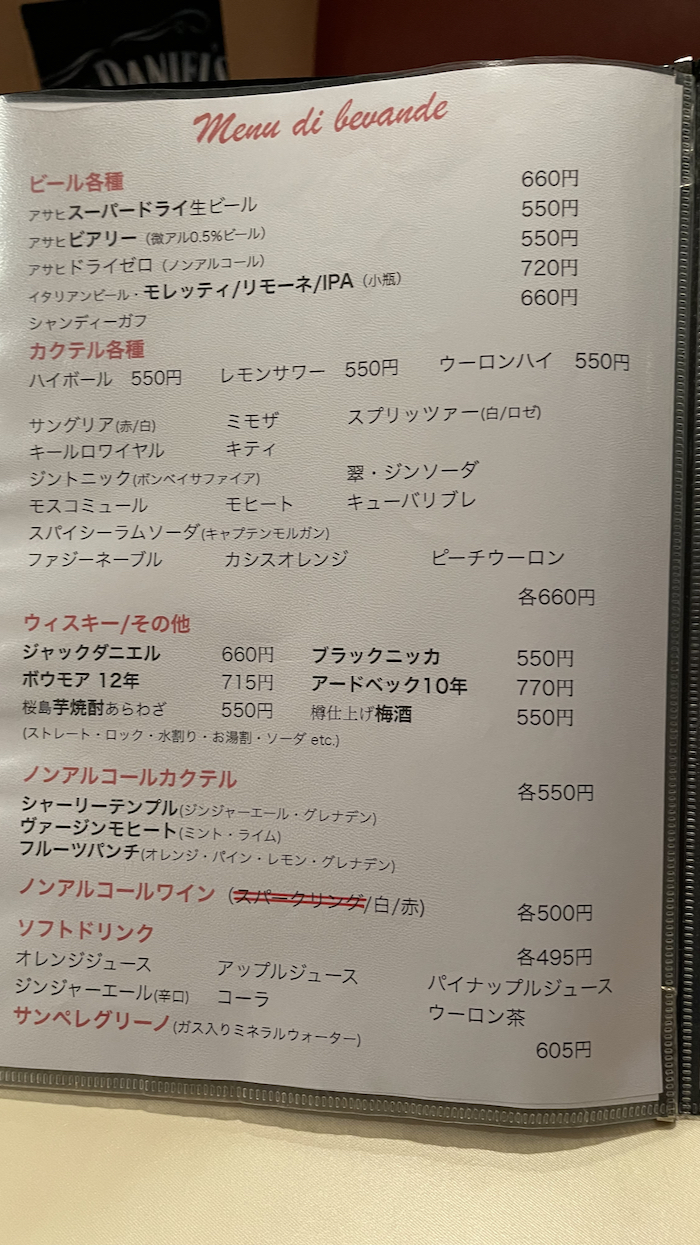 DANIEL'S
Menu di bevande
ビール各種
アサヒスーパードライ生ビール 660円
アサヒビアリー（微アル0.5%ビール） 550円
アサヒドライゼロ（ノンアルコール） 550円
イタリアンビール・モレッティ/リモーネ/IPA（小瓶） 720円
シャンディーガフ 660円
カクテル各種
ハイボール 550円 レモンサワー 550円 ウーロンハイ 550円
サングリア(赤/白) ミモザ スプリッツァー(白/ロゼ)
キールロワイヤル キティ
ジントニック(ボンベイサファイア) 翠・ジンソーダ
モスコミュール モヒート キューバリブレ
スパイシーラムソーダ(キャプテンモルガン)
ファジーネーブル カシスオレンジ ピーチウーロン
各660円
ウィスキー/その他
ジャックダニエル 660円 ブラックニッカ 550円
ボウモア 12年 715円 アードベック10年 770円
桜島芋焼酎あらわざ 550円 樽仕上げ梅酒 550円
(ストレート・ロック・水割り・お湯割・ソーダ etc.)
ノンアルコールカクテル 各550円
シャーリーテンプル(ジンジャーエール・グレナデン)
ヴァージンモヒート(ミント・ライム)
フルーツパンチ(オレンジ・パイン・レモン・グレナデン)
ノンアルコールワイン（スパークリング/白/赤) 各500円
ソフトドリンク 各495円
オレンジジュース アップルジュース パイナップルジュース
ジンジャーエール(辛口) コーラ ウーロン茶
サンペレグリーノ(ガス入りミネラルウォーター) 605円